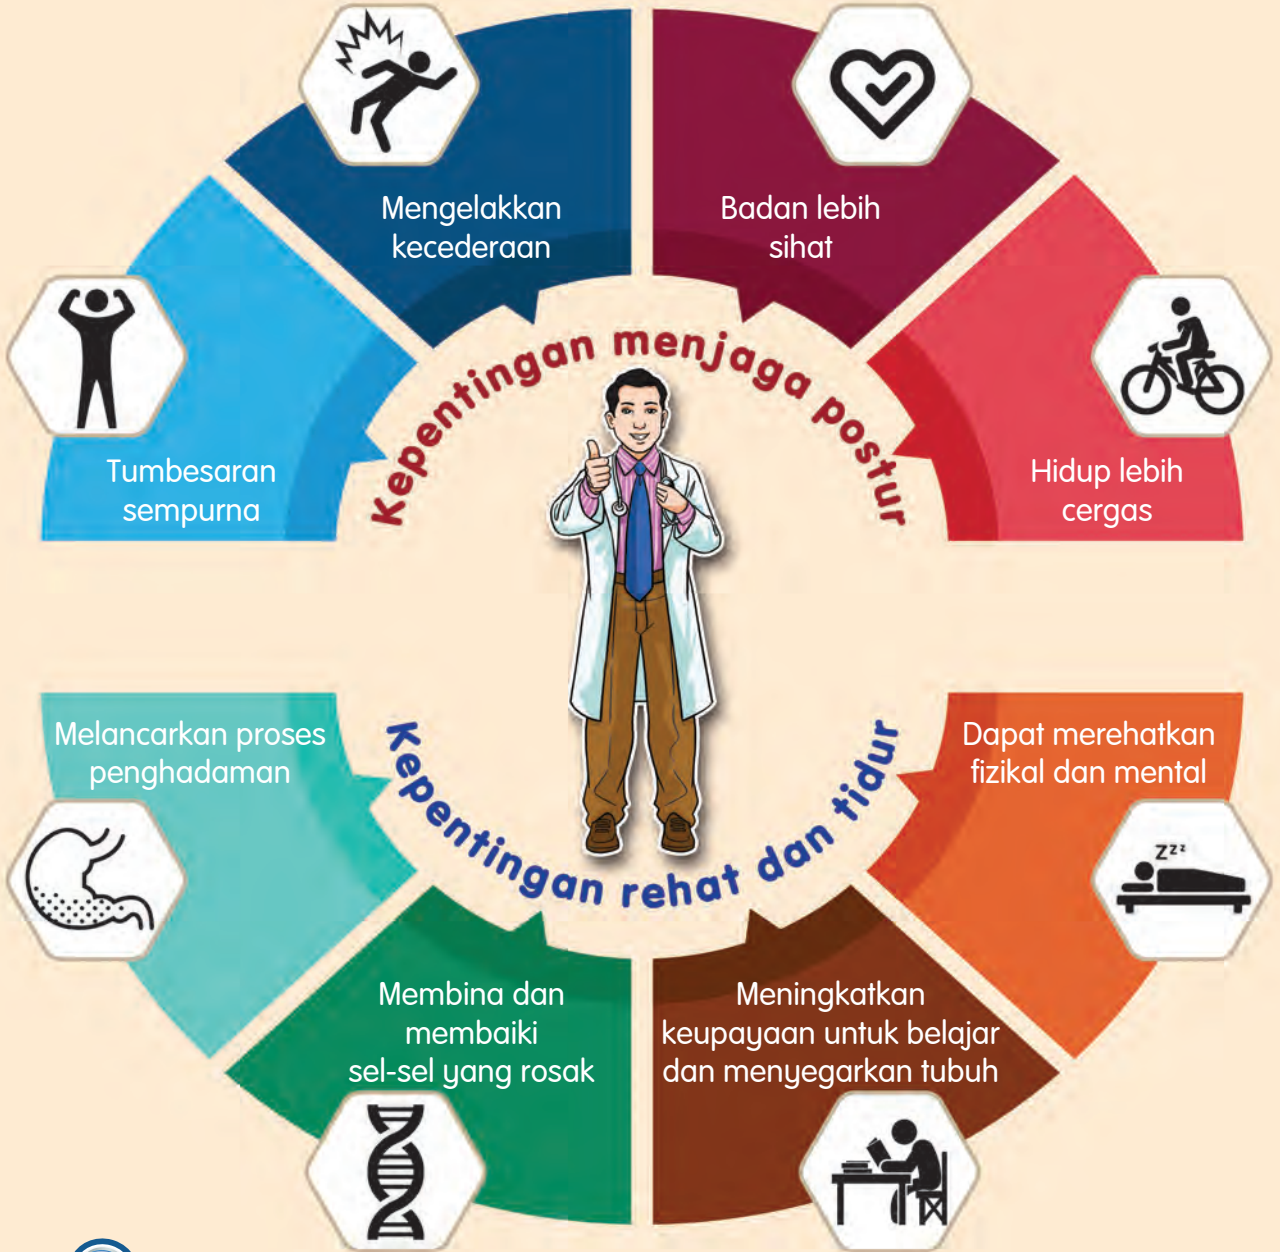 Mengelakkan
kecederaan
Badan lebih
sihat
Tumbesaran
sempurna
Hidup lebih
cergas
Kepentingan menjaga postur
Melancarkan proses
penghadaman
Dapat merehatkan
fizikal dan mental
Kepentingan rehat dan tidur
Membina dan
membaiki
sel-sel yang rosak
Meningkatkan
keupayaan untuk belajar
dan menyegarkan tubuh
zzz